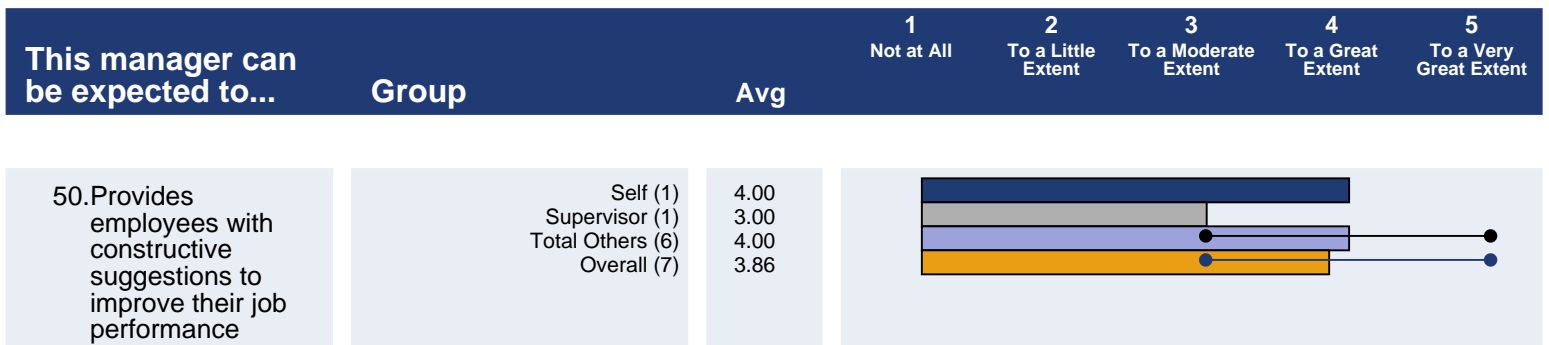 This manager can
be expected to...
Group
Avg
1
Not at All
2
To a Little
Extent
3
To a Moderate
Extent
4
To a Great
Extent
5
To a Very
Great Extent
50.Provides
employees with
constructive
suggestions to
improve their job
performance
Self (1) 4.00
Supervisor (1) 3.00
Total Others (6) 4.00
Overall (7) 3.86